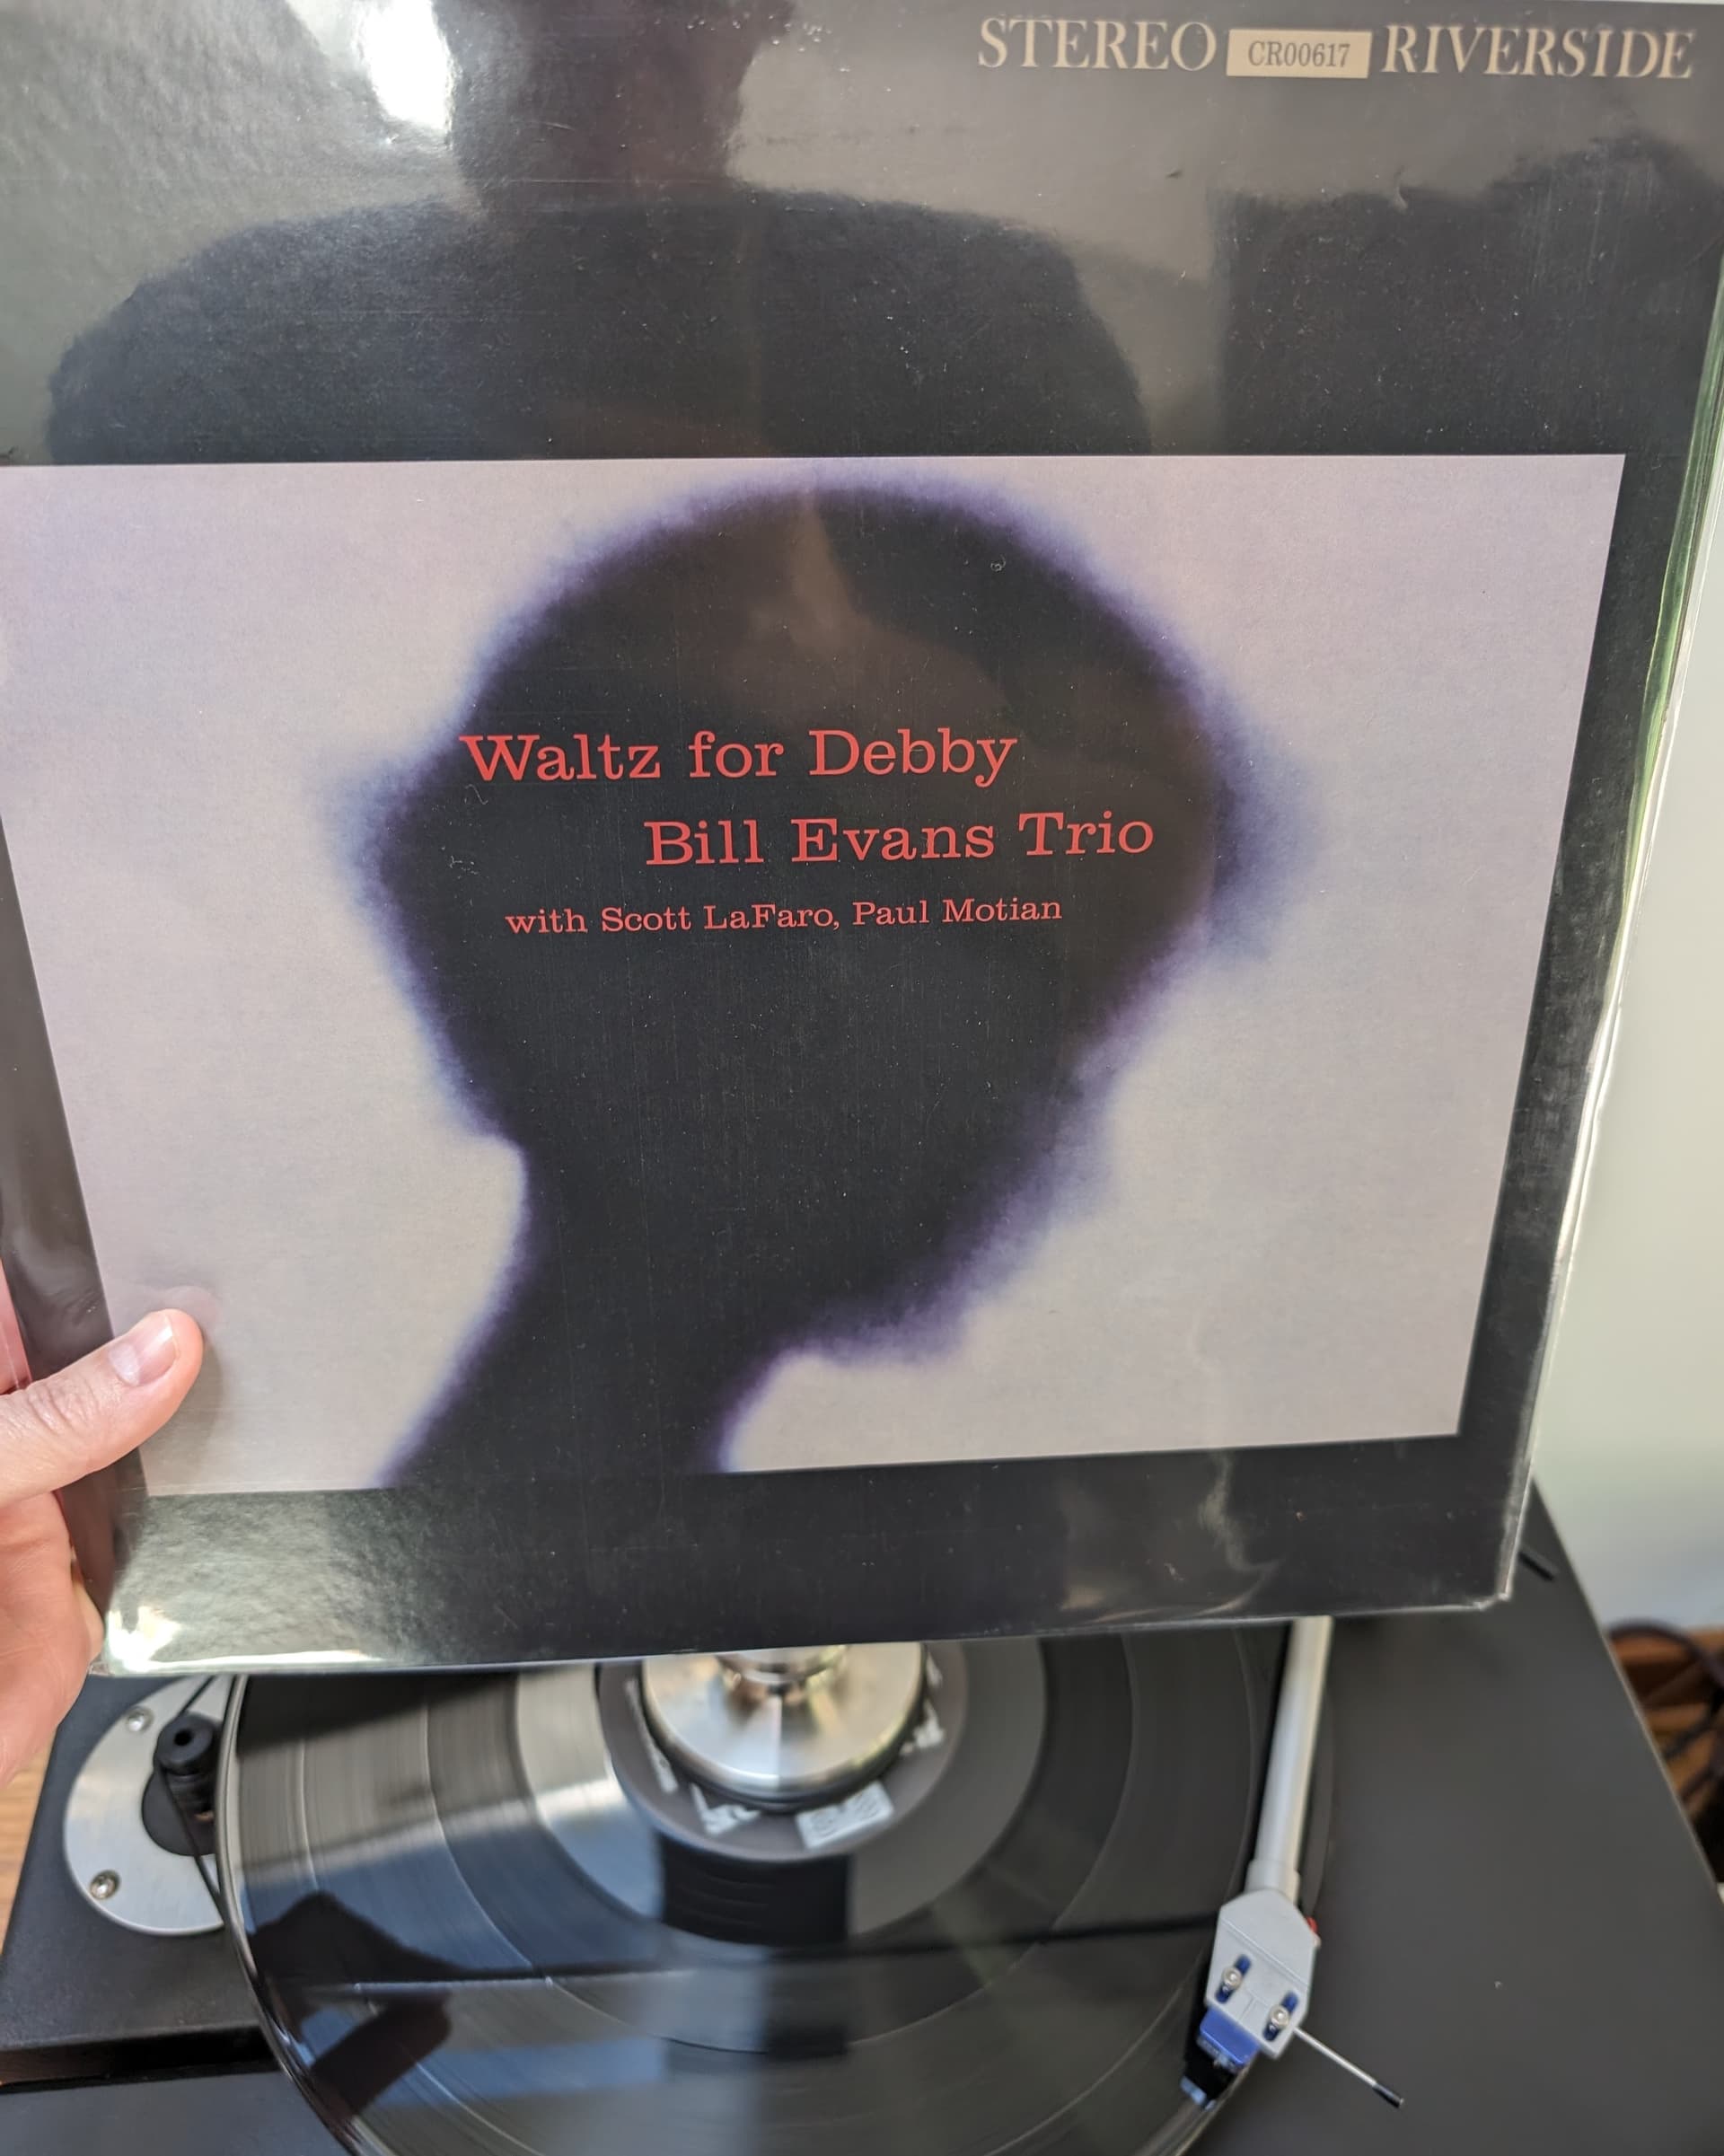 STEREO CR00617 RIVERSIDE
Waltz for Debby
Bill Evans Trio
with Scott LaFaro, Paul Motian